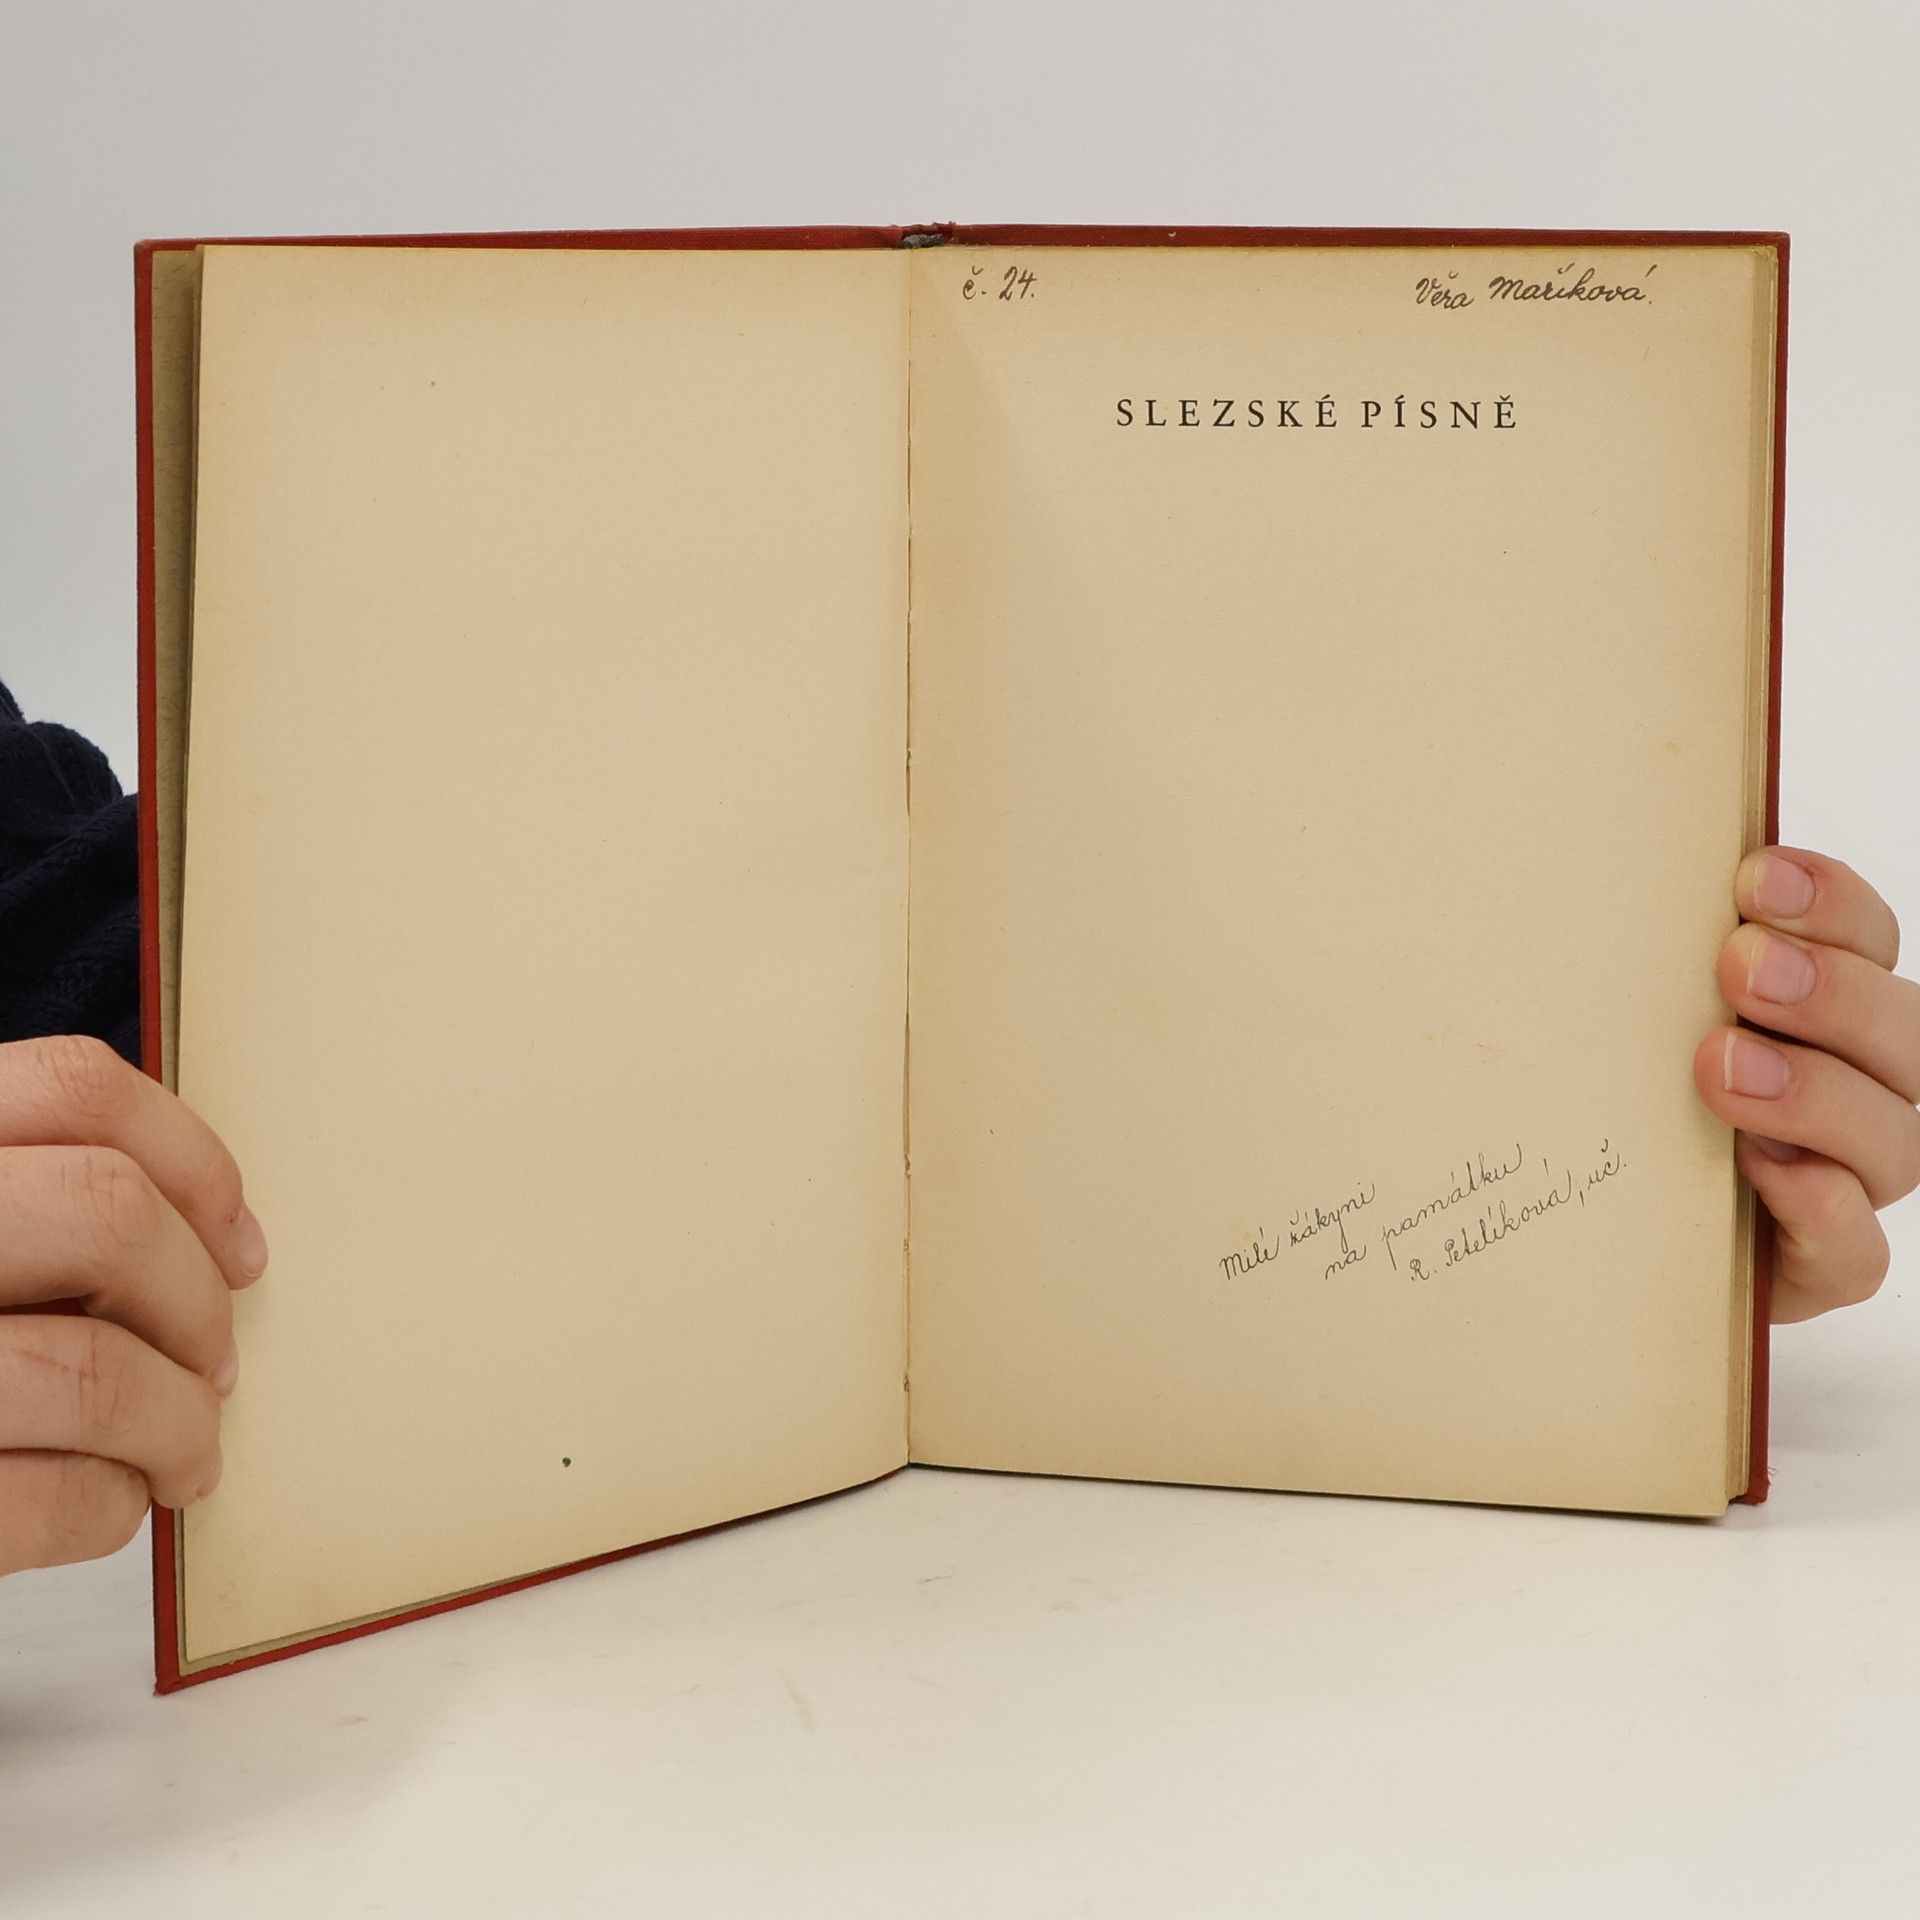 č. 24.
Věra Maříková.
SLEZSKÉ PÍSNĚ
Milé žákyni
na památku
R. Petelíková, uč.